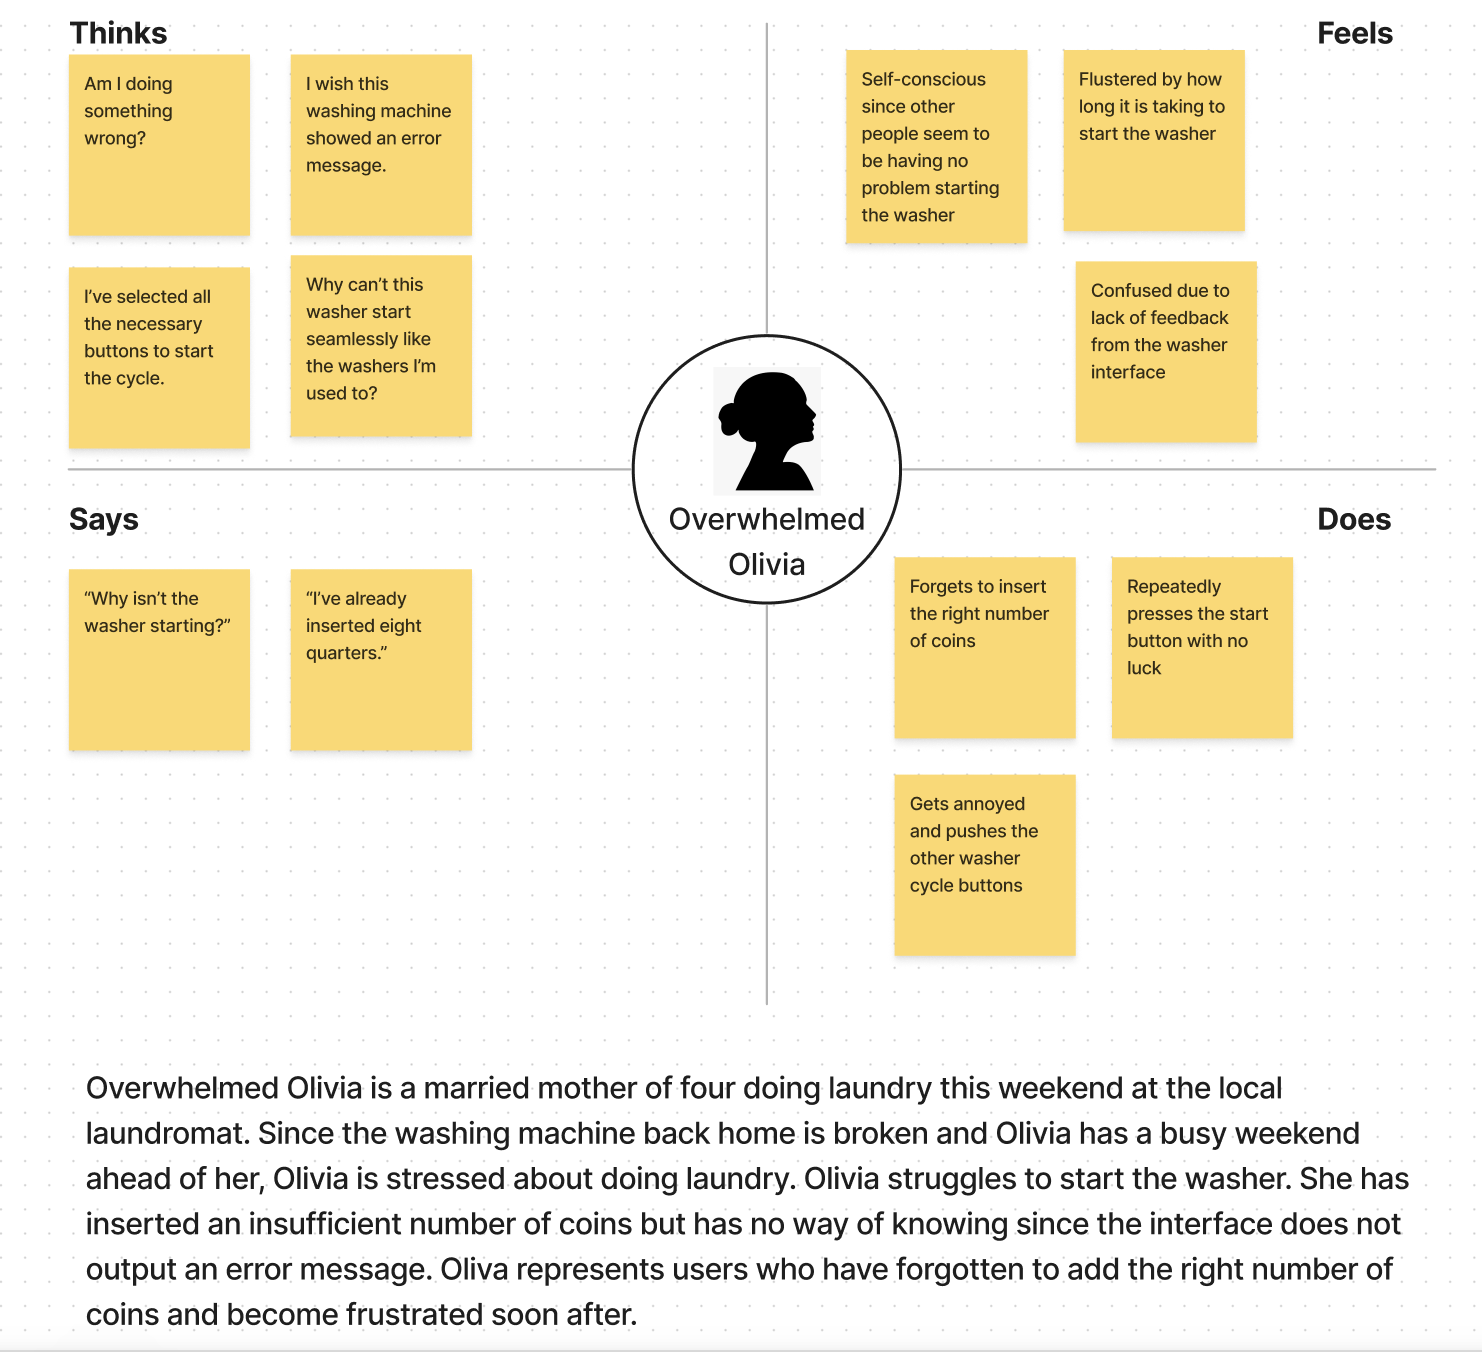 Thinks
Am I doing
something
wrong?
I wish this
washing machine
showed an error
message.
I've selected all
the necessary
buttons to start
the cycle.
Why can't this
washer start
seamlessly like
the washers I'm
used to?
Feels
Self-conscious
since other
people seem to
be having no
problem starting
the washer
Flustered by how
long it is taking to
start the washer
Confused due to
lack of feedback
from the washer
interface
Overwhelmed
Olivia
Says
“Why isn't the
washer starting?”
“I've already
inserted eight
quarters.”
Does
Forgets to insert
the right number
of coins
Repeatedly
presses the start
button with no
luck
Gets annoyed
and pushes the
other washer
cycle buttons
Overwhelmed Olivia is a married mother of four doing laundry this weekend at the local
laundromat. Since the washing machine back home is broken and Olivia has a busy weekend
ahead of her, Olivia is stressed about doing laundry. Olivia struggles to start the washer. She has
inserted an insufficient number of coins but has no way of knowing since the interface does not
output an error message. Oliva represents users who have forgotten to add the right number of
coins and become frustrated soon after.